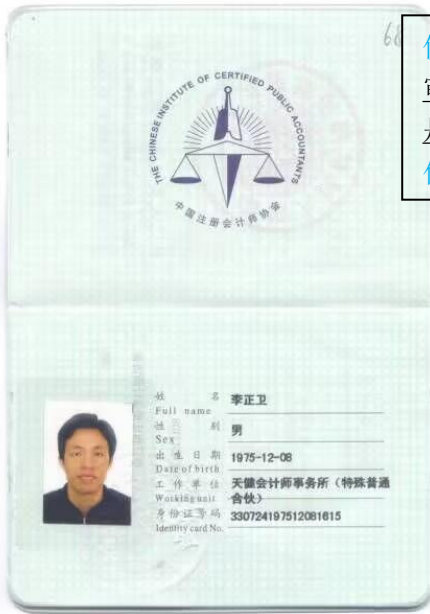 THE CHINESE INSTITUTE OF CERTIFIED PUBLIC ACCOUNTANTS
中国注册会计师协会
姓 名 李正卫
Full name
性 别 男
Sex
出生日期 1975-12-08
Date of birth
工作单位 天健会计师事务所（特殊普通
Working unit 合伙）
身份证号码 330724197512081615
Identity card No.